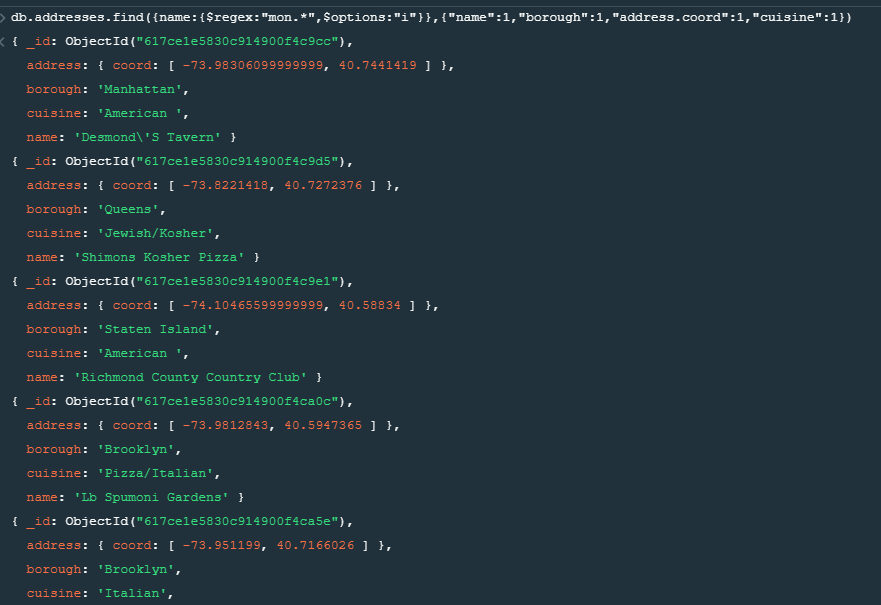 db.addresses.find({name:{$regex:"mon.*",$options:"i"}},{"name":1,"borough":1,"address.coord":1,"cuisine":1})
{ _id: ObjectId("617ce1e5830c914900f4c9cc"),
address: { coord: [ -73.98306099999999, 40.7441419 ] },
borough: 'Manhattan',
cuisine: 'American ',
name: 'Desmond\'S Tavern' }
{ _id: ObjectId("617ce1e5830c914900f4c9d5"),
address: { coord: [ -73.8221418, 40.7272376 ] },
borough: 'Queens',
cuisine: 'Jewish/Kosher',
name: 'Shimons Kosher Pizza' }
{ _id: ObjectId("617ce1e5830c914900f4c9e1"),
address: { coord: [ -74.10465599999999, 40.58834 ] },
borough: 'Staten Island',
cuisine: 'American ',
name: 'Richmond County Country Club' }
{ _id: ObjectId("617ce1e5830c914900f4ca0c"),
address: { coord: [ -73.9812843, 40.5947365 ] },
borough: 'Brooklyn',
cuisine: 'Pizza/Italian',
name: 'Lb Spumoni Gardens' }
{ _id: ObjectId("617ce1e5830c914900f4ca5e"),
address: { coord: [ -73.951199, 40.7166026 ] },
borough: 'Brooklyn',
cuisine: 'Italian',